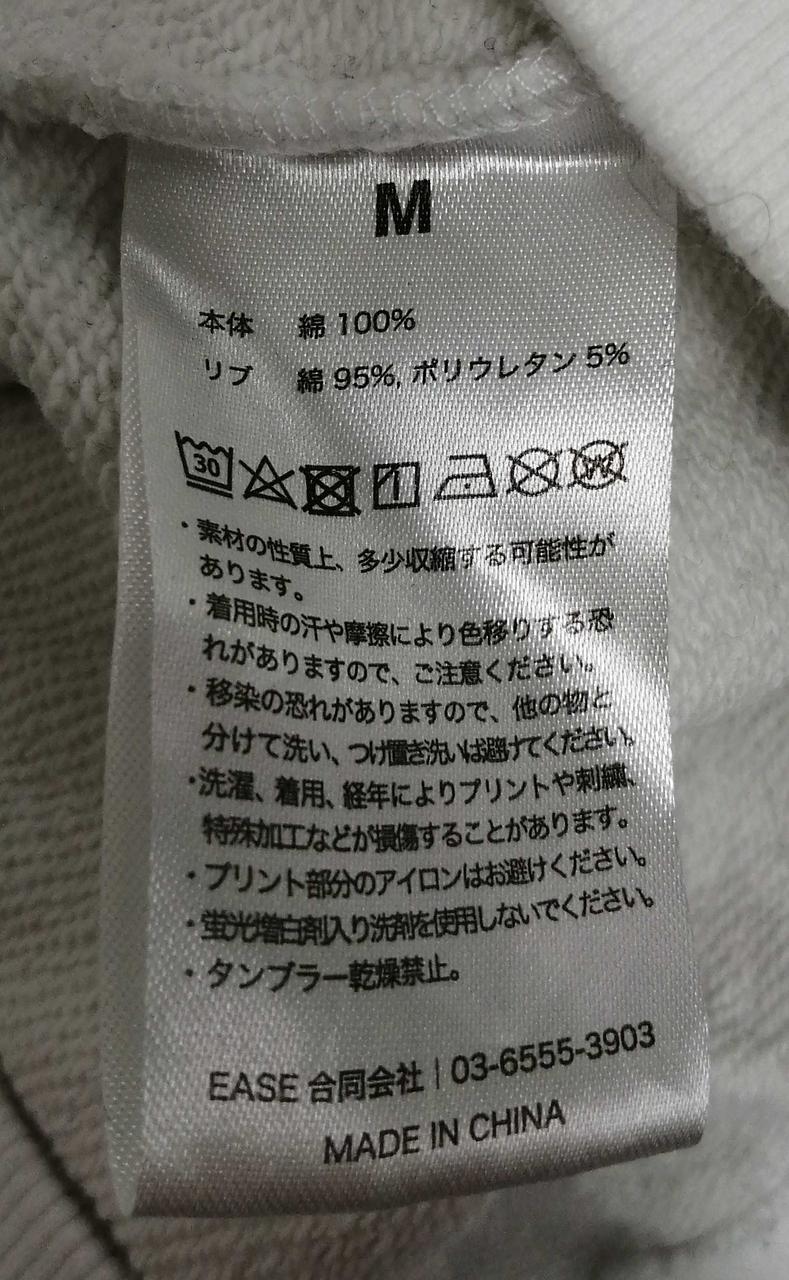 M
本体 綿 100%
リブ 綿 95%, ポリウレタン 5%
30
W
・素材の性質上、多少収縮する可能性が
あります。
・着用時の汗や摩擦により色移りする恐
れがありますので、ご注意ください。
・移染の恐れがありますので、他の物と
分けて洗い、つけ置き洗いは避けてください。
・洗濯、着用、経年によりプリントや刺繍、
特殊加工などが損傷することがあります。
・プリント部分のアイロンはお避けください。
・蛍光増白剤入り洗剤を使用しないでください。
・タンブラー乾燥禁止。
EASE 合同会社 | 03-6555-3903
MADE IN CHINA